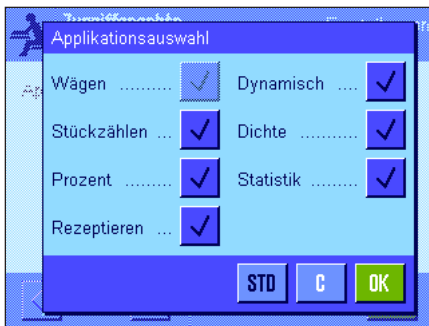 Applikationsauswahl
Wägen .......... Dynamisch ....
Stückzählen ... Dichte .........
Prozent ......... Statistik .........
Rezeptieren ...
STD C OK